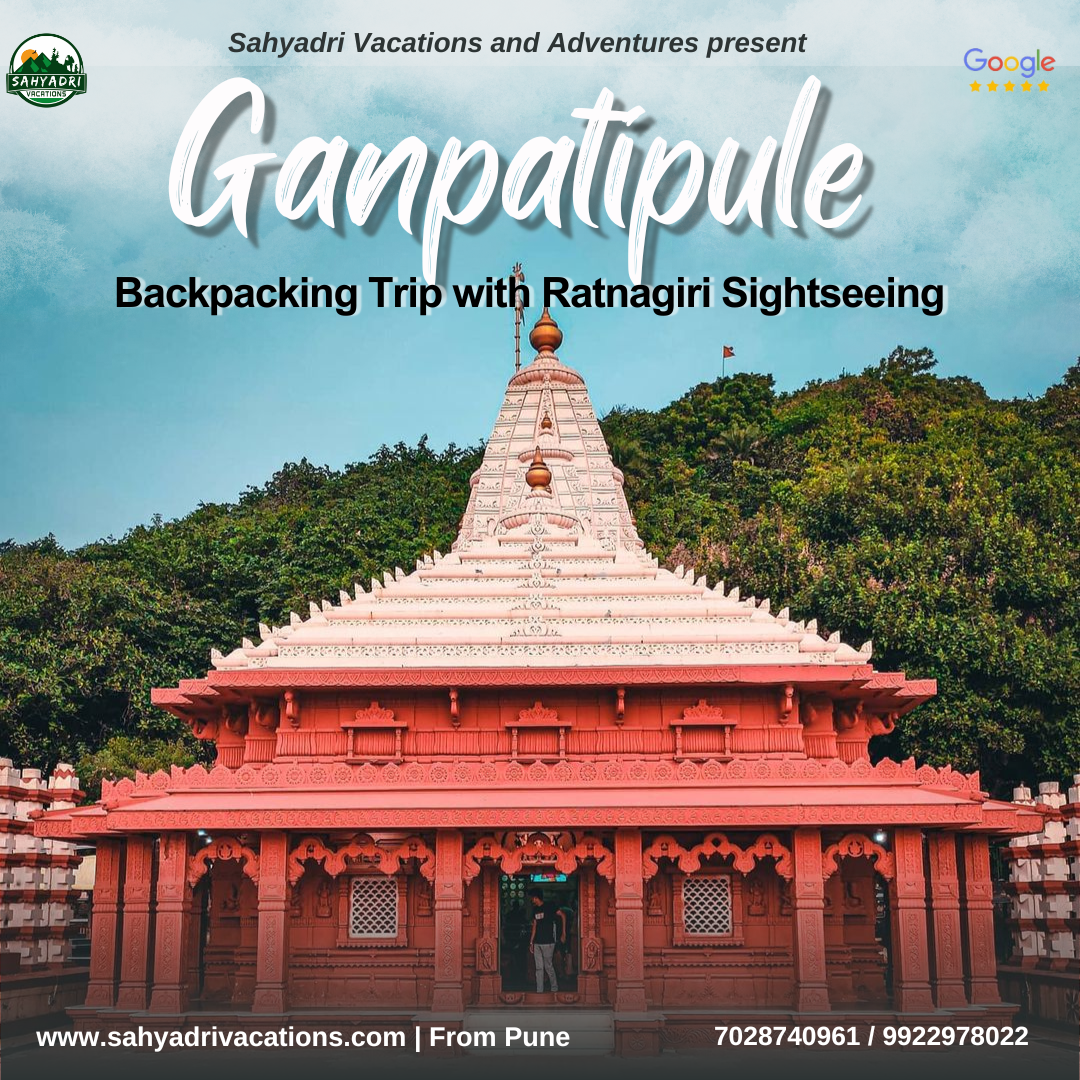 Sahyadri Vacations and Adventures present
SAHYADRI
VACATIONS
Google
Ganpatipule
Backpacking Trip with Ratnagiri Sightseeing
www.sahyadrivacations.com | From Pune
7028740961 / 9922978022